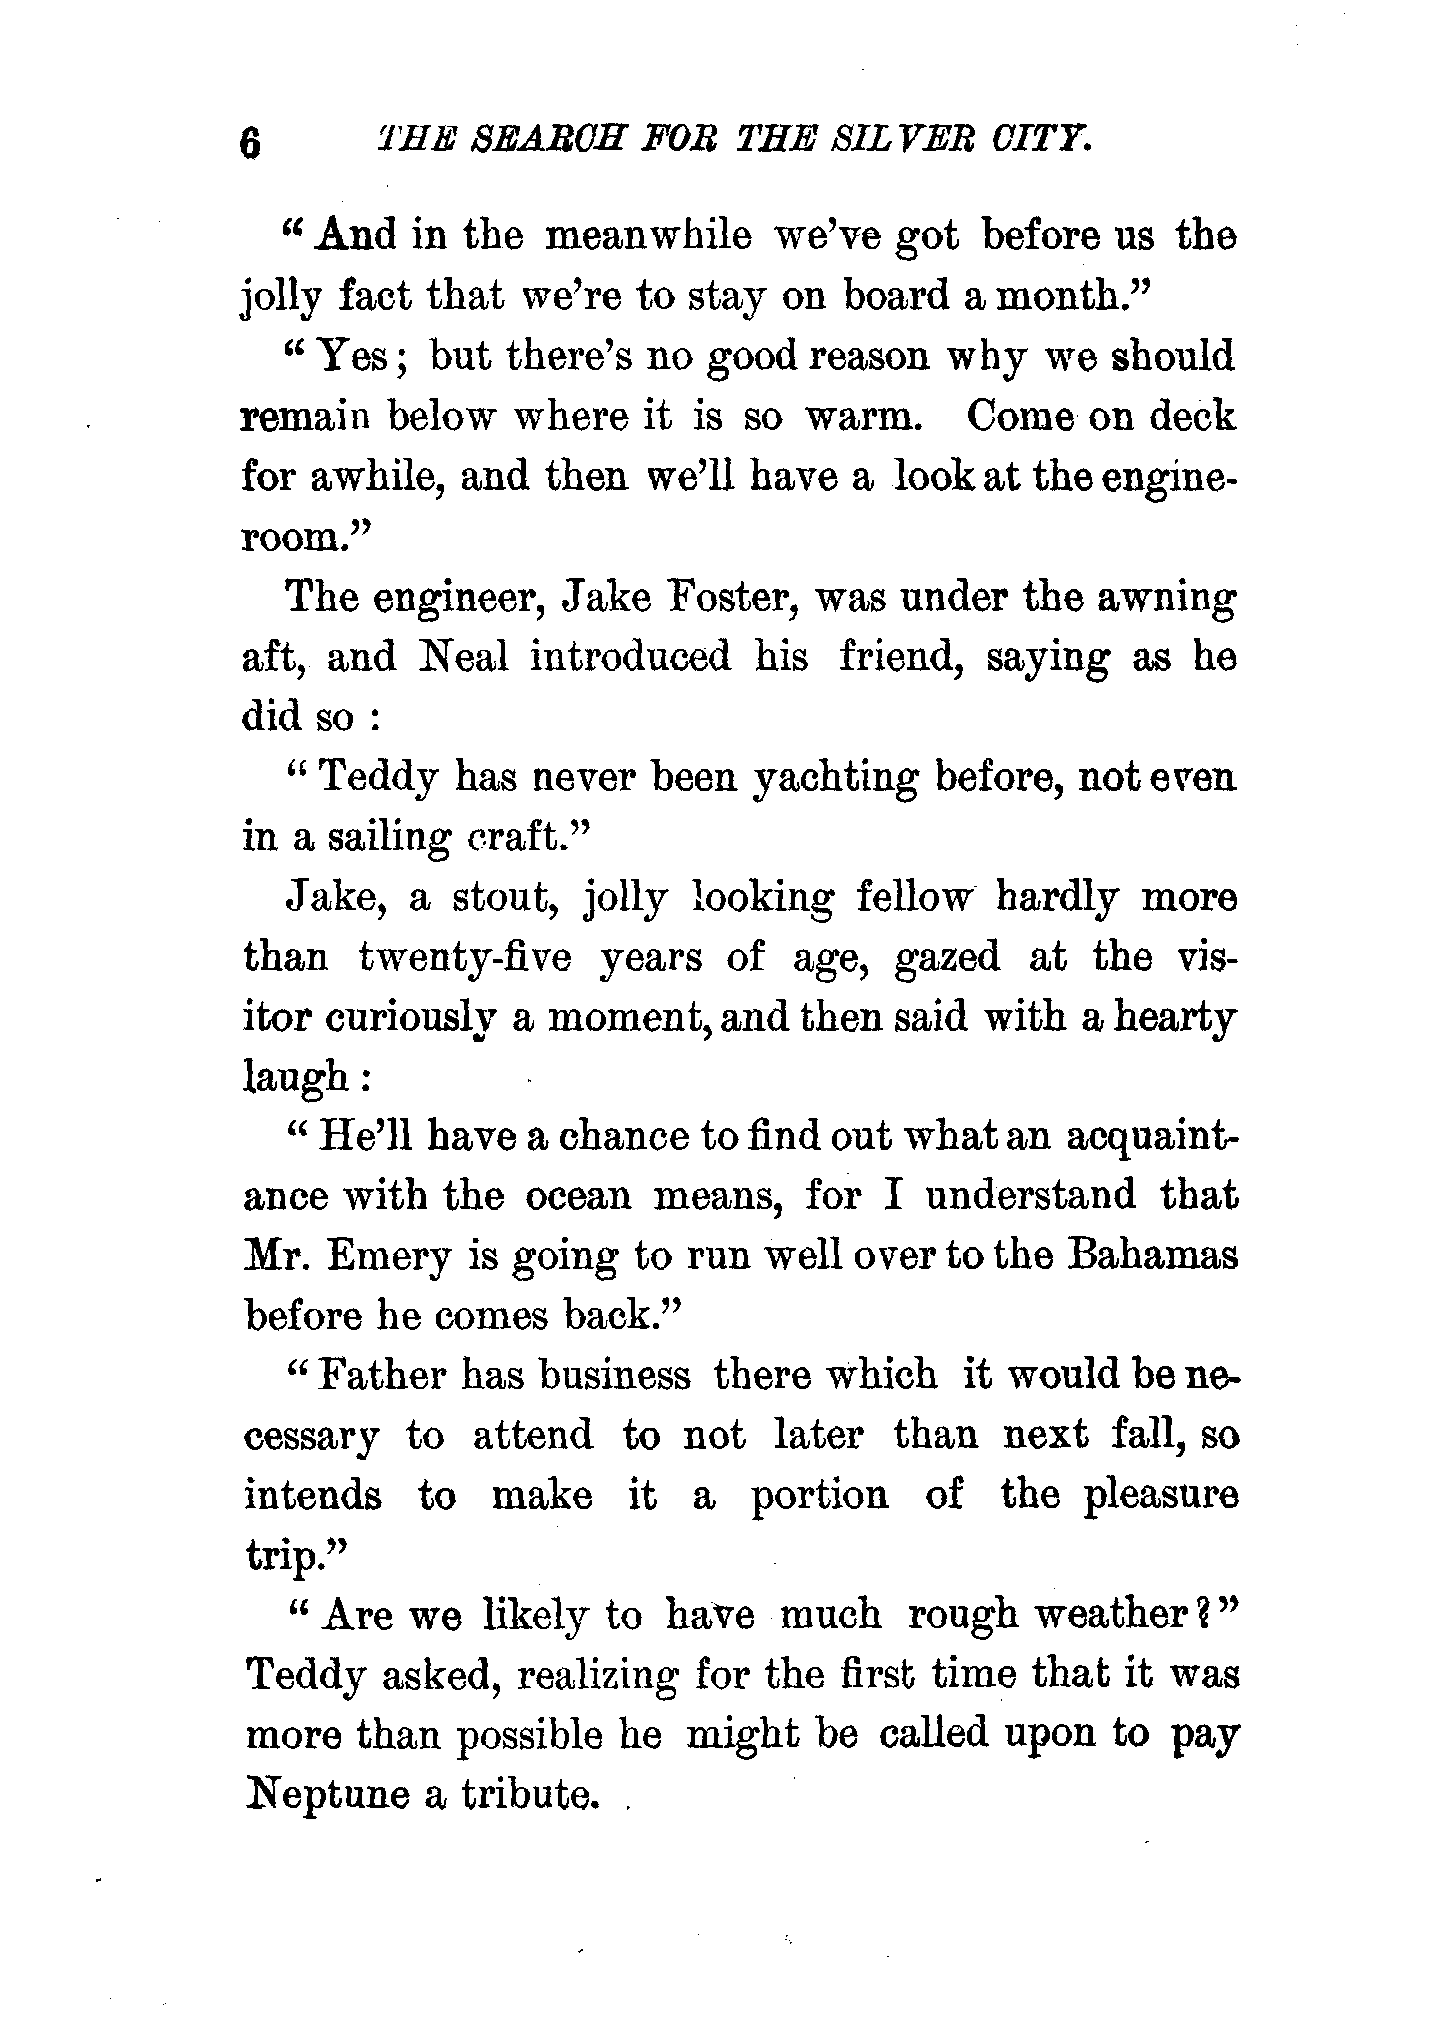 6 THE SEARCH FOR THE SILVER CITY.
“And in the meanwhile we’ve got before us the
jolly fact that we’re to stay on board a month.”
“Yes; but there’s no good reason why we should
remain below where it is so warm. Come on deck
for awhile, and then we’ll have a look at the engine-
room.”
The engineer, Jake Foster, was under the awning
aft, and Neal introduced his friend, saying as he
did so :
“Teddy has never been yachting before, not even
in a sailing craft.”
Jake, a stout, jolly looking fellow hardly more
than twenty-five years of age, gazed at the vis-
itor curiously a moment, and then said with a hearty
laugh :
“He’ll have a chance to find out what an acquaint-
ance with the ocean means, for I understand that
Mr. Emery is going to run well over to the Bahamas
before he comes back.”
“Father has business there which it would be ne-
cessary to attend to not later than next fall, so
intends to make it a portion of the pleasure
trip.”
“Are we likely to have much rough weather?”
Teddy asked, realizing for the first time that it was
more than possible he might be called upon to pay
Neptune a tribute.